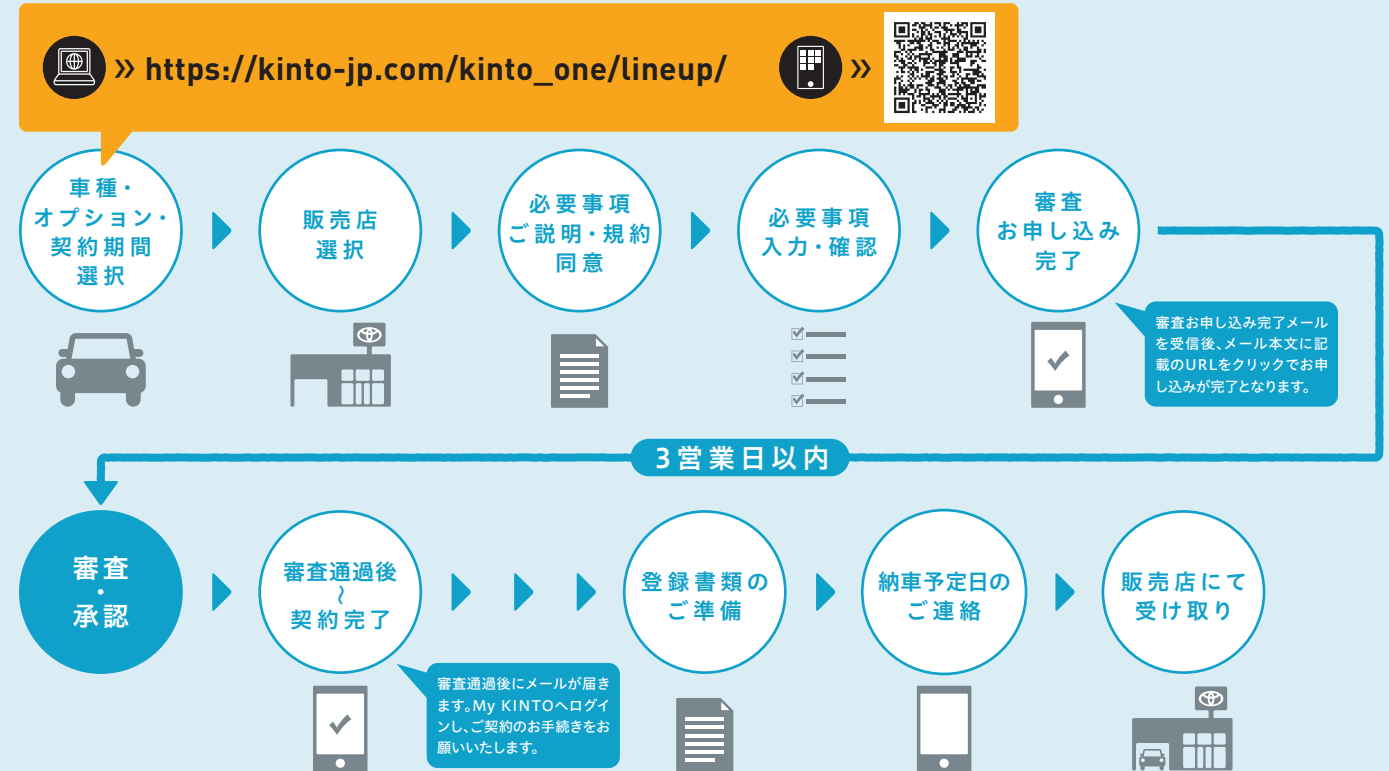 » https://kinto-jp.com/kinto_one/lineup/ »
車種・
オプション・
契約期間
選択
販売店
選択
必要事項
ご説明・規約
同意
必要事項
入力・確認
審査
お申し込み
完了
審査お申し込み完了メール
を受信後、メール本文に記
載のURLをクリックでお申
し込みが完了となります。
3営業日以内
審査
・
承認
審査通過後
～
契約完了
審査通過後にメールが届き
ます。My KINTOへログイ
ンし、ご契約のお手続きをお
願いいたします。
登録書類の
ご準備
納車予定日の
ご連絡
販売店にて
受け取り